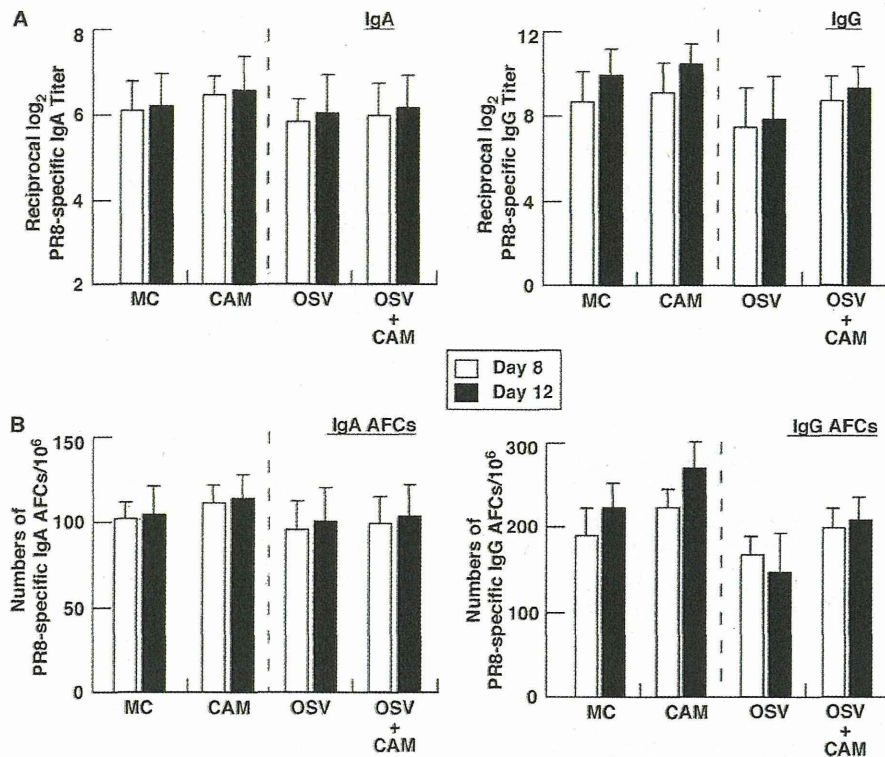 A
IgA
Reciprocal log2
PR8-specific IgA Titer
8
6
4
2
MC
CAM
OSV
OSV
+
CAM
IgG
Reciprocal log2
PR8-specific IgG Titer
12
8
4
0
MC
CAM
OSV
OSV
+
CAM
Day 8
Day 12
B
IgA AFCs
Numbers of
PR8-specific IgA AFCs/10^6
150
100
50
0
MC
CAM
OSV
OSV
+
CAM
IgG AFCs
Numbers of
PR8-specific IgG AFCs/10^6
300
200
100
0
MC
CAM
OSV
OSV
+
CAM